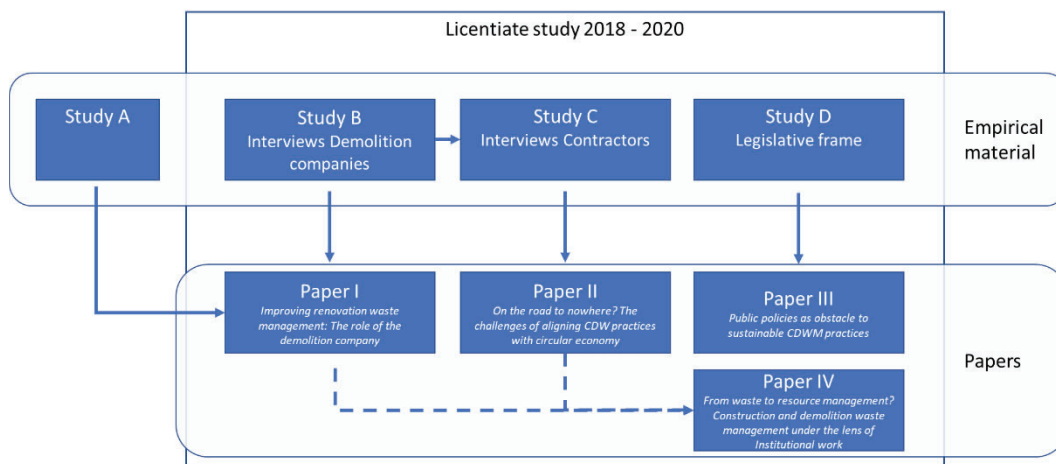 Licentiate study 2018 - 2020
Study A
Study B
Interviews Demolition
companies
Study C
Interviews Contractors
Study D
Legislative frame
Empirical
material
Paper I
Improving renovation waste
management: The role of the
demolition company
Paper II
On the road to nowhere? The
challenges of aligning CDW practices
with circular economy
Paper III
Public policies as obstacle to
sustainable CDWM practices
Papers
Paper IV
From waste to resource management?
Construction and demolition waste
management under the lens of
Institutional work